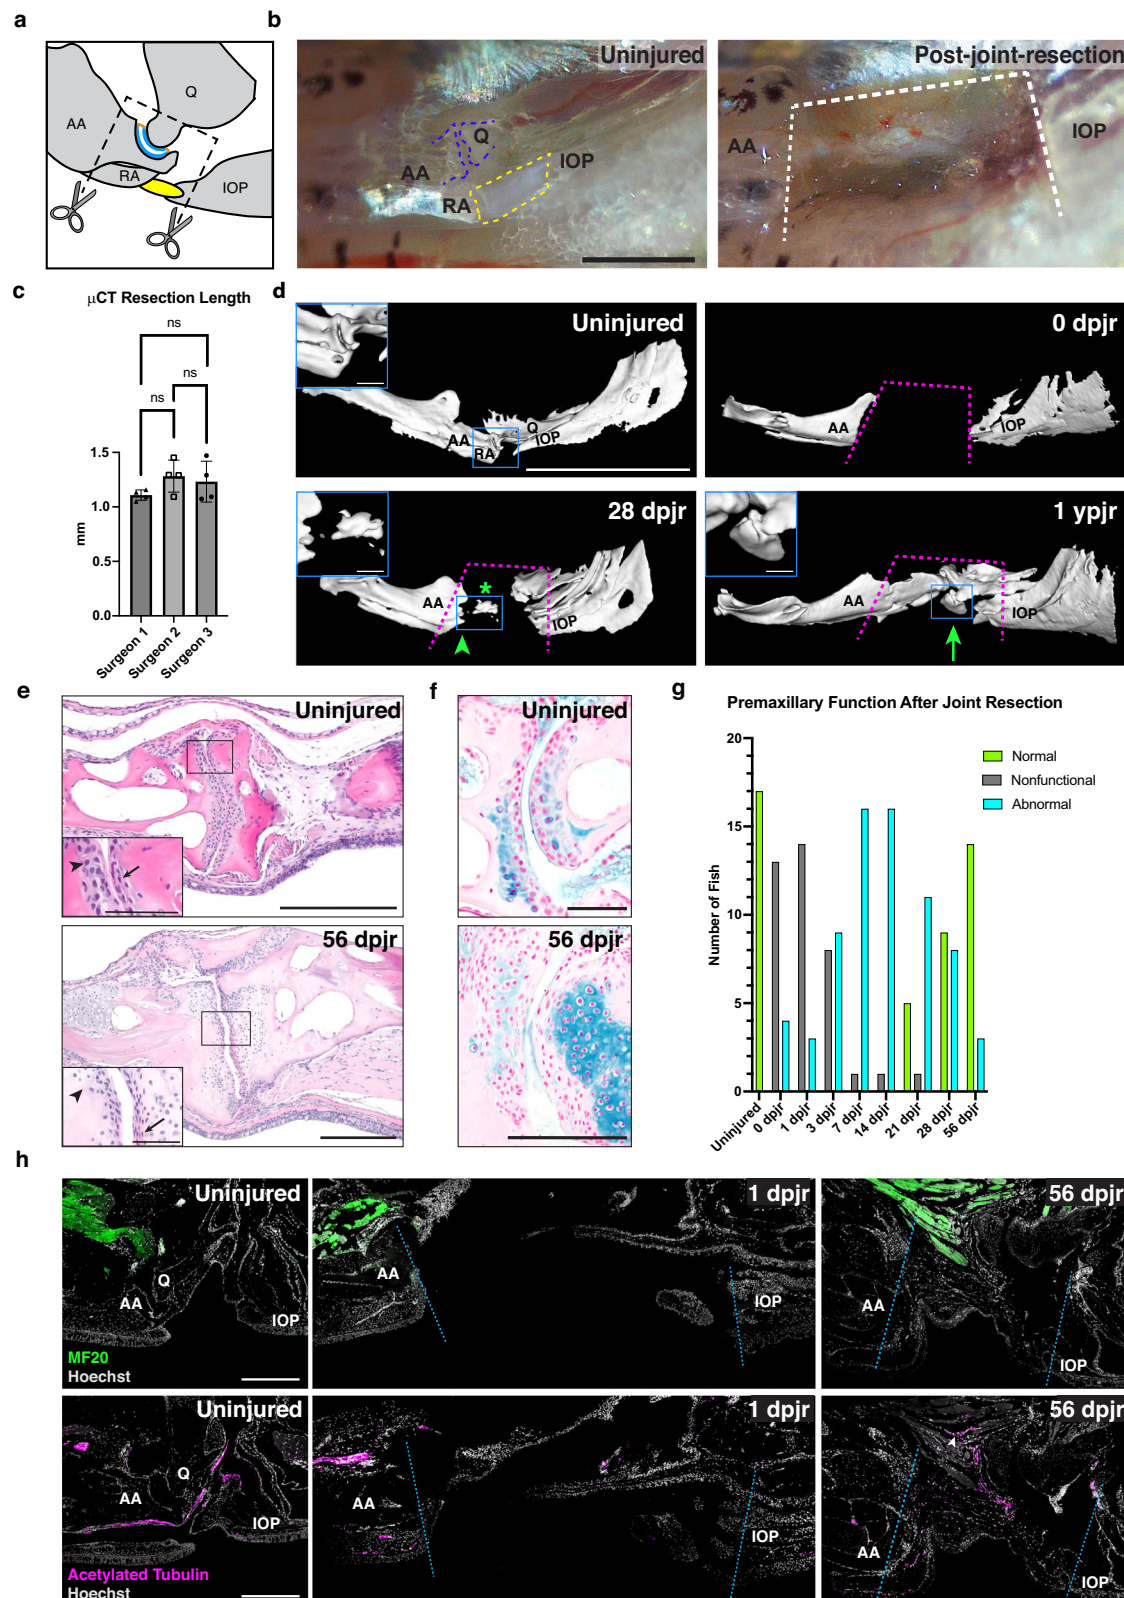 a
AA
Q
RA
IOP
b
Uninjured
Q
AA
IOP
RA
Post-joint-resection
AA
IOP
c
μCT Resection Length
ns
ns
ns
1.5
1.0
0.5
0.0
mm
Surgeon 1
Surgeon 2
Surgeon 3
d
Uninjured
Q
AA
IOP
RA
0 dpjr
AA
IOP
28 dpjr
*
AA
IOP
1 ypjr
AA
IOP
e
Uninjured
56 dpjr
f
Uninjured
56 dpjr
g
Premaxillary Function After Joint Resection
20
15
10
5
0
Number of Fish
Normal
Nonfunctional
Abnormal
Uninjured
0 dpjr
1 dpjr
3 dpjr
7 dpjr
14 dpjr
21 dpjr
28 dpjr
56 dpjr
h
Uninjured
Q
AA
IOP
MF20
Hoechst
1 dpjr
AA
IOP
56 dpjr
AA
IOP
Uninjured
Q
AA
IOP
Acetylated Tubulin
Hoechst
1 dpjr
AA
IOP
56 dpjr
AA
IOP